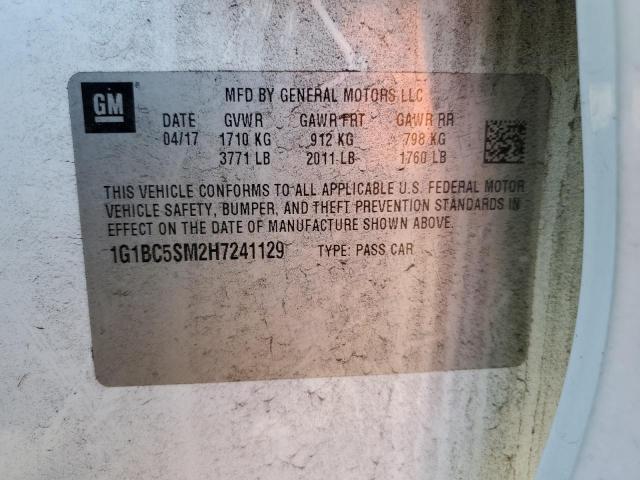 GM
MFD BY GENERAL MOTORS LLC
DATE GVWR GAWR FRT GAWR RR
04/17 1710 KG 912 KG 798 KG
3771 LB 2011 LB 1760 LB
THIS VEHICLE CONFORMS TO ALL APPLICABLE U.S. FEDERAL MOTOR
VEHICLE SAFETY, BUMPER, AND THEFT PREVENTION STANDARDS IN
EFFECT ON THE DATE OF MANUFACTURE SHOWN ABOVE.
1G1BC5SM2H7241129 TYPE: PASS CAR